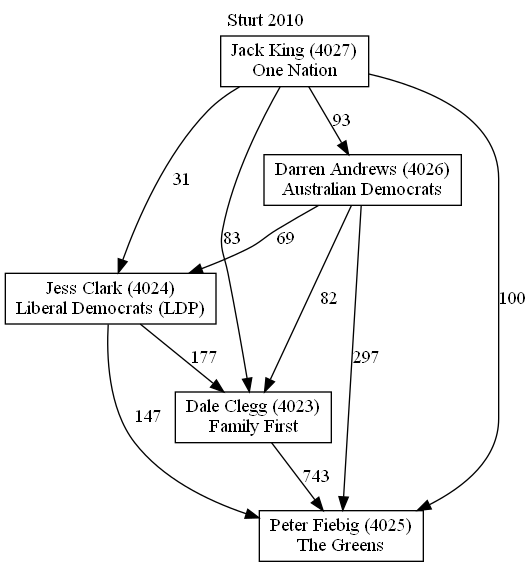 Sturt 2010
Jack King (4027)
One Nation
93
Darren Andrews (4026)
Australian Democrats
31
83
69
Jess Clark (4024)
Liberal Democrats (LDP)
82
100
177
297
Dale Clegg (4023)
Family First
147
743
Peter Fiebig (4025)
The Greens